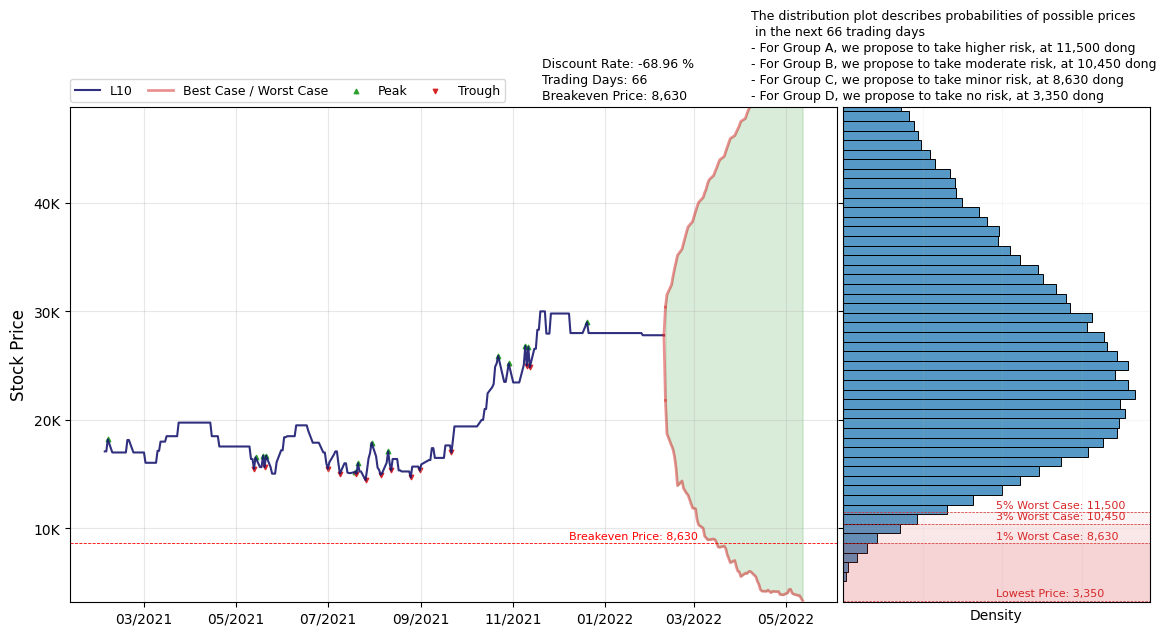 The distribution plot describes probabilities of possible prices
in the next 66 trading days
- For Group A, we propose to take higher risk, at 11,500 dong
- For Group B, we propose to take moderate risk, at 10,450 dong
- For Group C, we propose to take minor risk, at 8,630 dong
- For Group D, we propose to take no risk, at 3,350 dong
Discount Rate: -68.96 %
Trading Days: 66
Breakeven Price: 8,630
L10 Best Case / Worst Case Peak Trough
Stock Price
40K
30K
20K
10K
Breakeven Price: 8,630
5% Worst Case: 11,500
3% Worst Case: 10,450
1% Worst Case: 8,630
Lowest Price: 3,350
03/2021 05/2021 07/2021 09/2021 11/2021 01/2022 03/2022 05/2022
Density